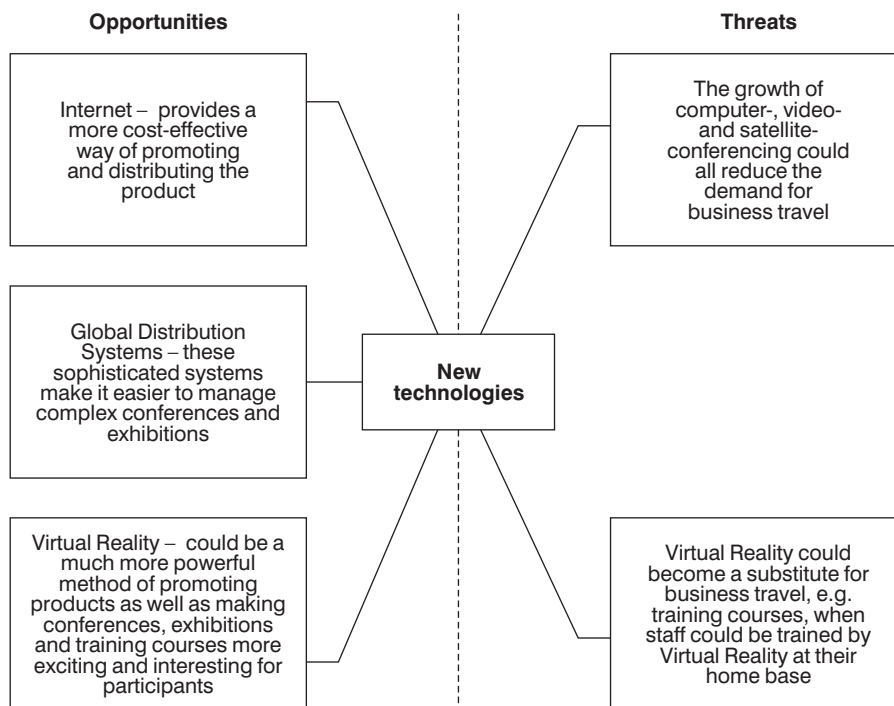 Opportunities
Threats
Internet – provides a
more cost-effective
way of promoting
and distributing the
product
The growth of
computer-, video-
and satellite-
conferencing could
all reduce the
demand for
business travel
Global Distribution
Systems – these
sophisticated systems
make it easier to manage
complex conferences and
exhibitions
New
technologies
Virtual Reality – could be a
much more powerful
method of promoting
products as well as making
conferences, exhibitions
and training courses more
exciting and interesting for
participants
Virtual Reality could
become a substitute for
business travel, e.g.
training courses, when
staff could be trained by
Virtual Reality at their
home base